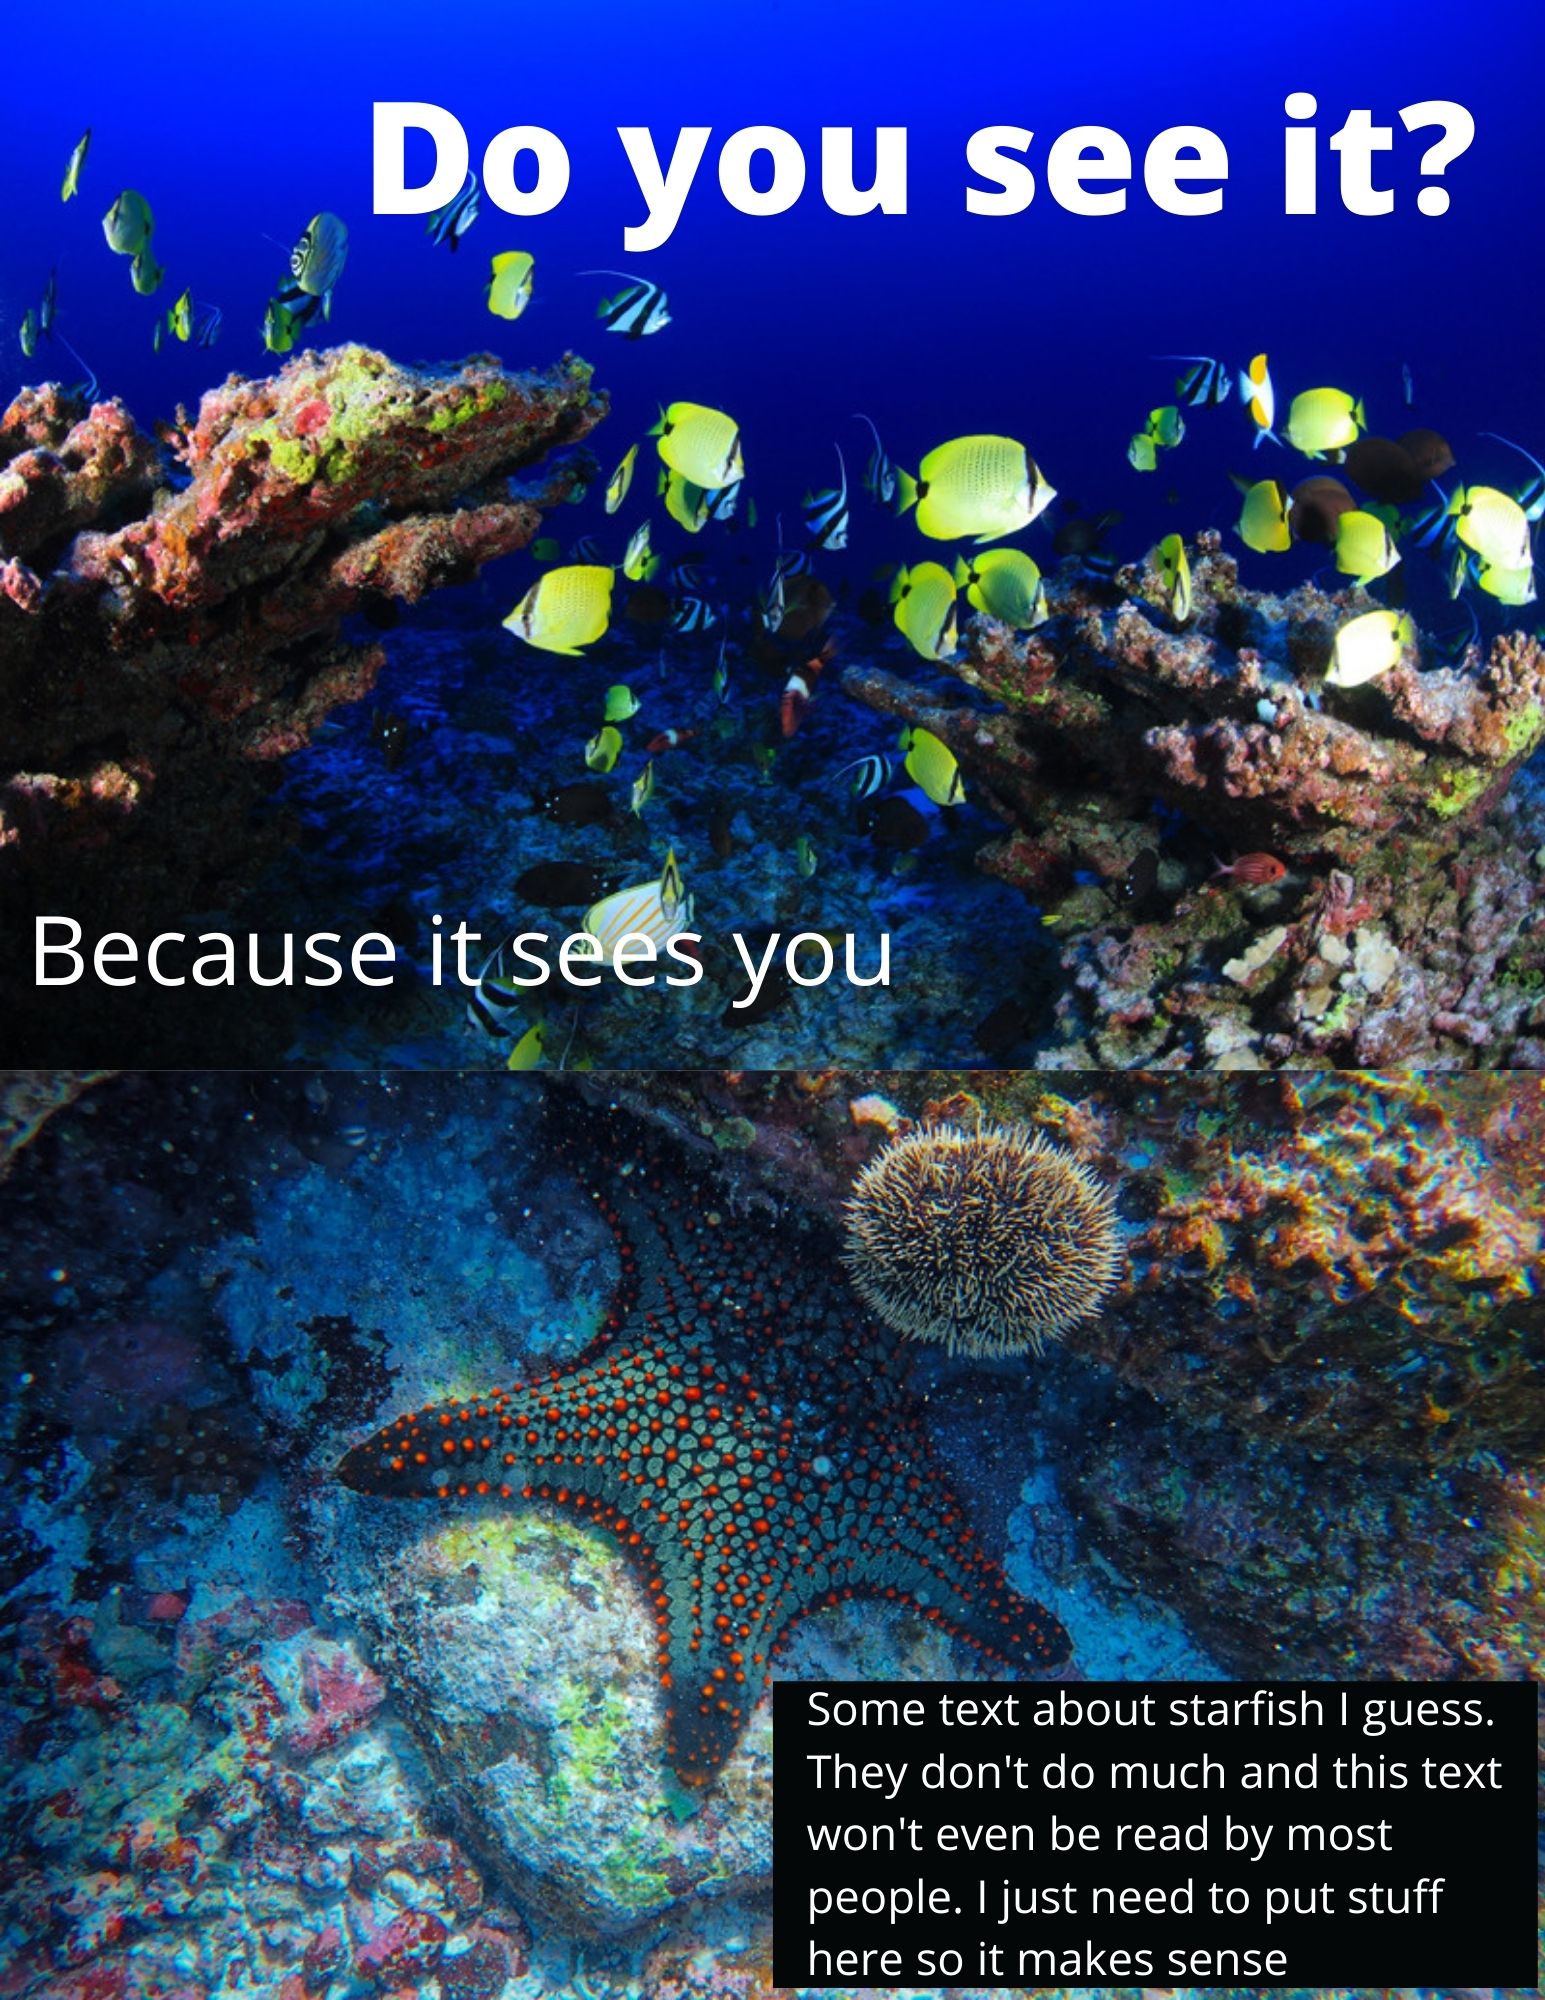 Do you see it?
Because it sees you
Some text about starfish I guess.
They don't do much and this text
won't even be read by most
people. I just need to put stuff
here so it makes sense